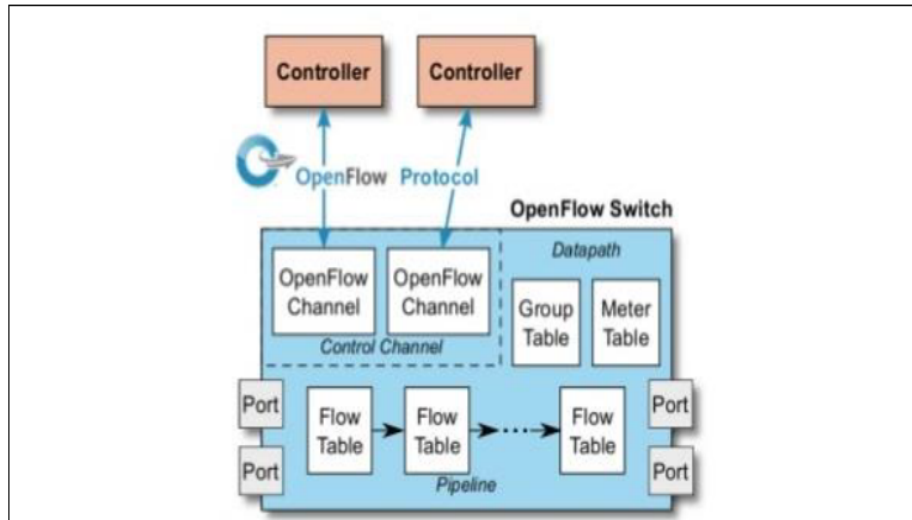 Controller Controller
OpenFlow Protocol
OpenFlow Switch
Datapath
OpenFlow
Channel
OpenFlow
Channel
Control Channel
Group
Table
Meter
Table
Port
Port
Flow
Table
Flow
Table
Flow
Table
Port
Port
Pipeline